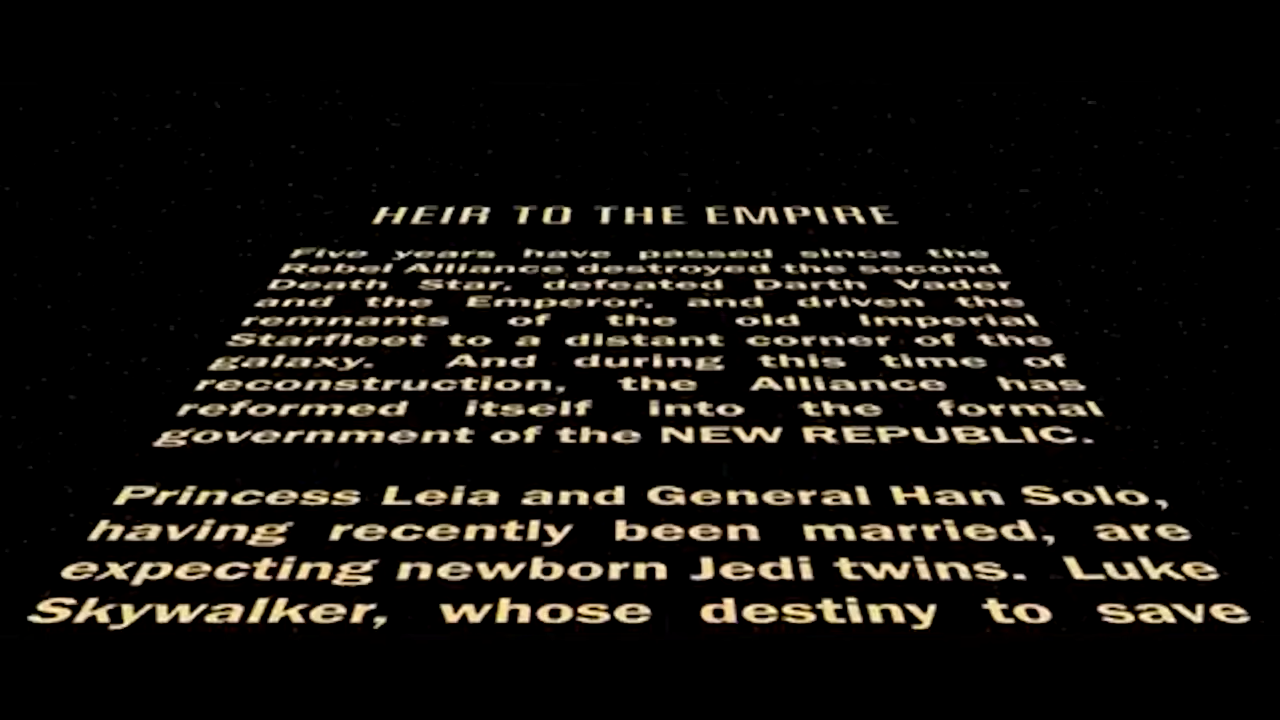 HEIR TO THE EMPIRE
Five years have passed since the
Rebel Alliance destroyed the second
Death Star, defeated Darth Vader
and the Emperor, and driven the
remnants of the old Imperial
Starfleet to a distant corner of the
galaxy. And during this time of
reconstruction, the Alliance has
reformed itself into the formal
government of the NEW REPUBLIC.
Princess Leia and General Han Solo,
having recently been married, are
expecting newborn Jedi twins. Luke
Skywalker, whose destiny to save